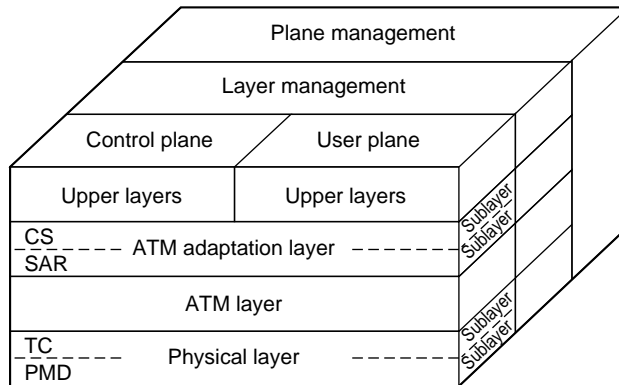 Plane management
Layer management
Control plane
User plane
Upper layers
Upper layers
Sublayer
Sublayer
CS
ATM adaptation layer
SAR
ATM layer
Sublayer
Sublayer
TC
Physical layer
PMD